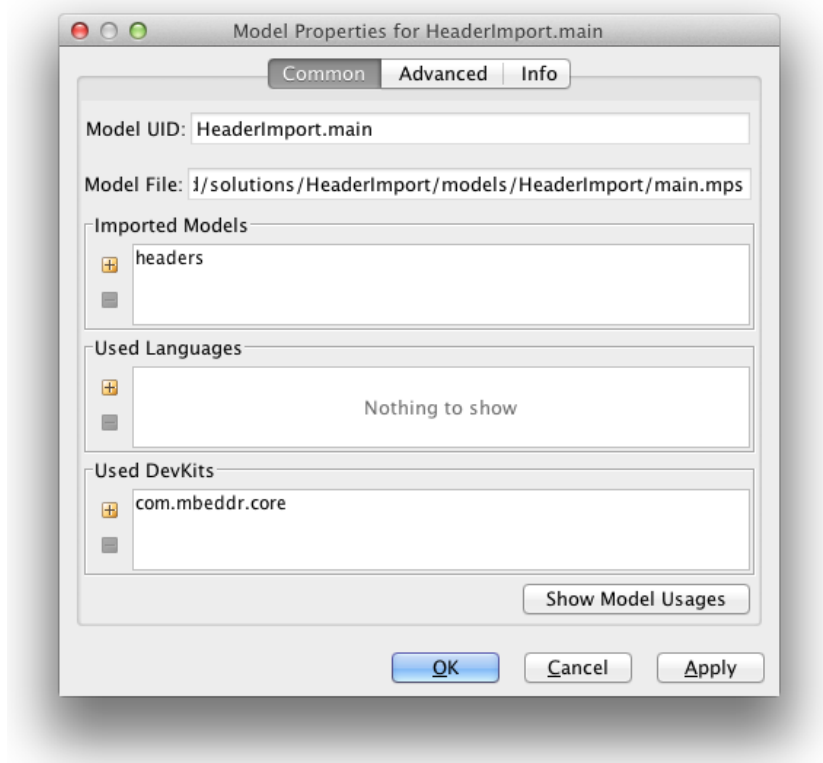 Model Properties for HeaderImport.main
Common Advanced Info
Model UID: HeaderImport.main
Model File: l/solutions/HeaderImport/models/HeaderImport/main.mps
Imported Models
headers
Used Languages
Nothing to show
Used DevKits
com.mbeddr.core
Show Model Usages
OK Cancel Apply